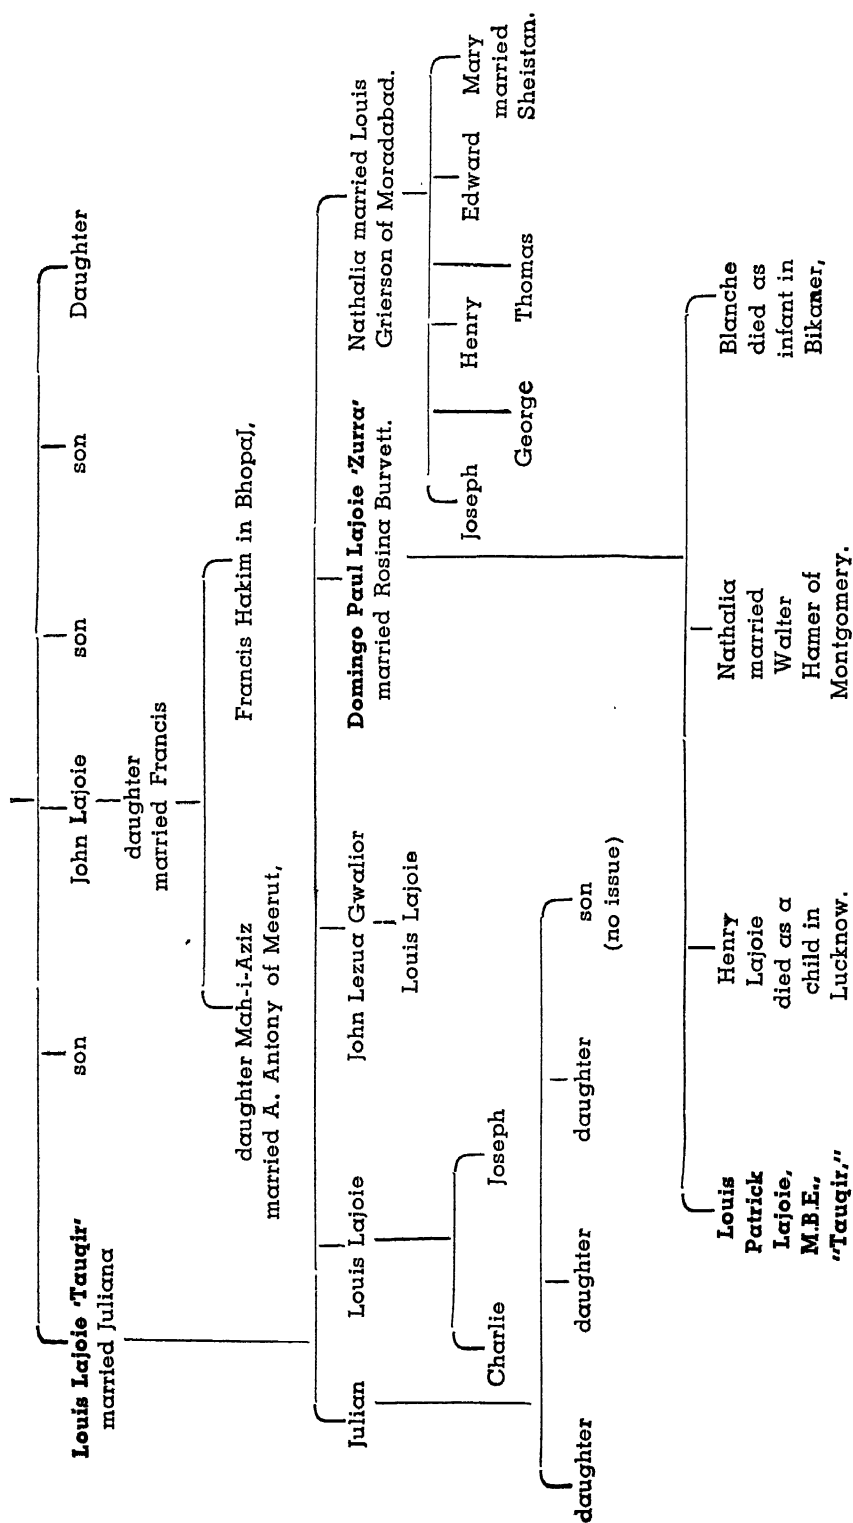 Louis Lajoie 'Tauqir'
married Juliana
son
John Lajoie
son
son
Daughter
daughter
married Francis
daughter Mah-i-Aziz
married A. Antony of Meerut,
Francis Hakim in Bhopal,
Julian
Louis Lajoie
John Lezua Gwalior
Domingo Paul Lajoie 'Zurra'
married Rosina Burvett.
Nathalia married Louis
Grierson of Moradabad.
Louis Lajoie
Charlie
Joseph
Joseph
George
Henry
Thomas
Edward
Mary
married
Sheistan.
daughter
daughter
daughter
son
(no issue)
Louis
Patrick
Lajoie,
M.B.E.,
"Tauqir,"
Henry
Lajoie
died as a
child in
Lucknow.
Nathalia
married
Walter
Hamer of
Montgomery.
Blanche
died as
infant in
Bikaner,